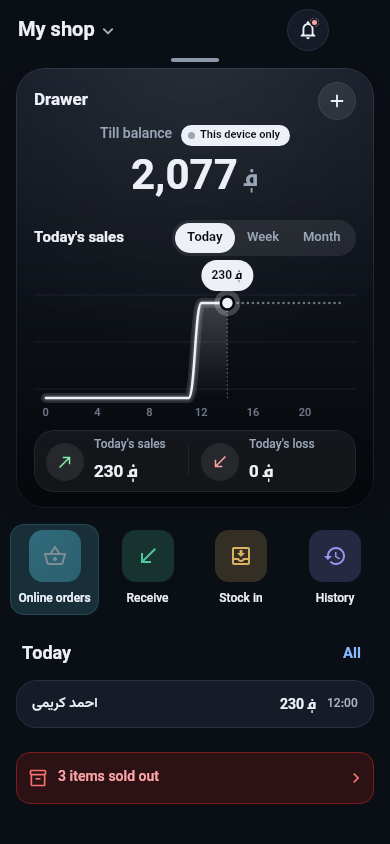 My shop
Drawer
Till balance
This device only
2,077 ؋
Today's sales
Today
Week
Month
230 ؋
0
4
8
12
16
20
Today's sales
230 ؋
Today's loss
0 ؋
Online orders
Receive
Stock in
History
Today
All
احمد کریمی
230 ؋
12:00
3 items sold out